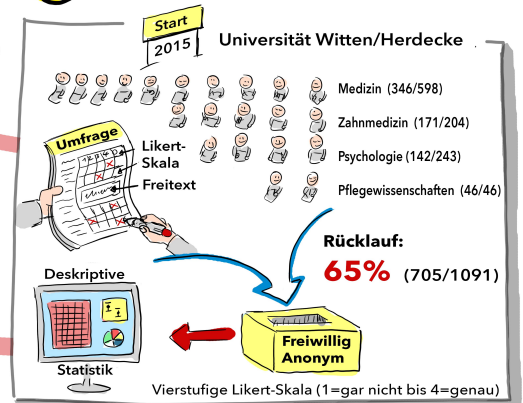 Start
2015
Universität Witten/Herdecke
Medizin (346/598)
Zahnmedizin (171/204)
Psychologie (142/243)
Pflegewissenschaften (46/46)
Umfrage
Likert-
Skala
Freitext
Rücklauf:
65% (705/1091)
Deskriptive
Statistik
Freiwillig
Anonym
Vierstufige Likert-Skala (1=gar nicht bis 4=genau)